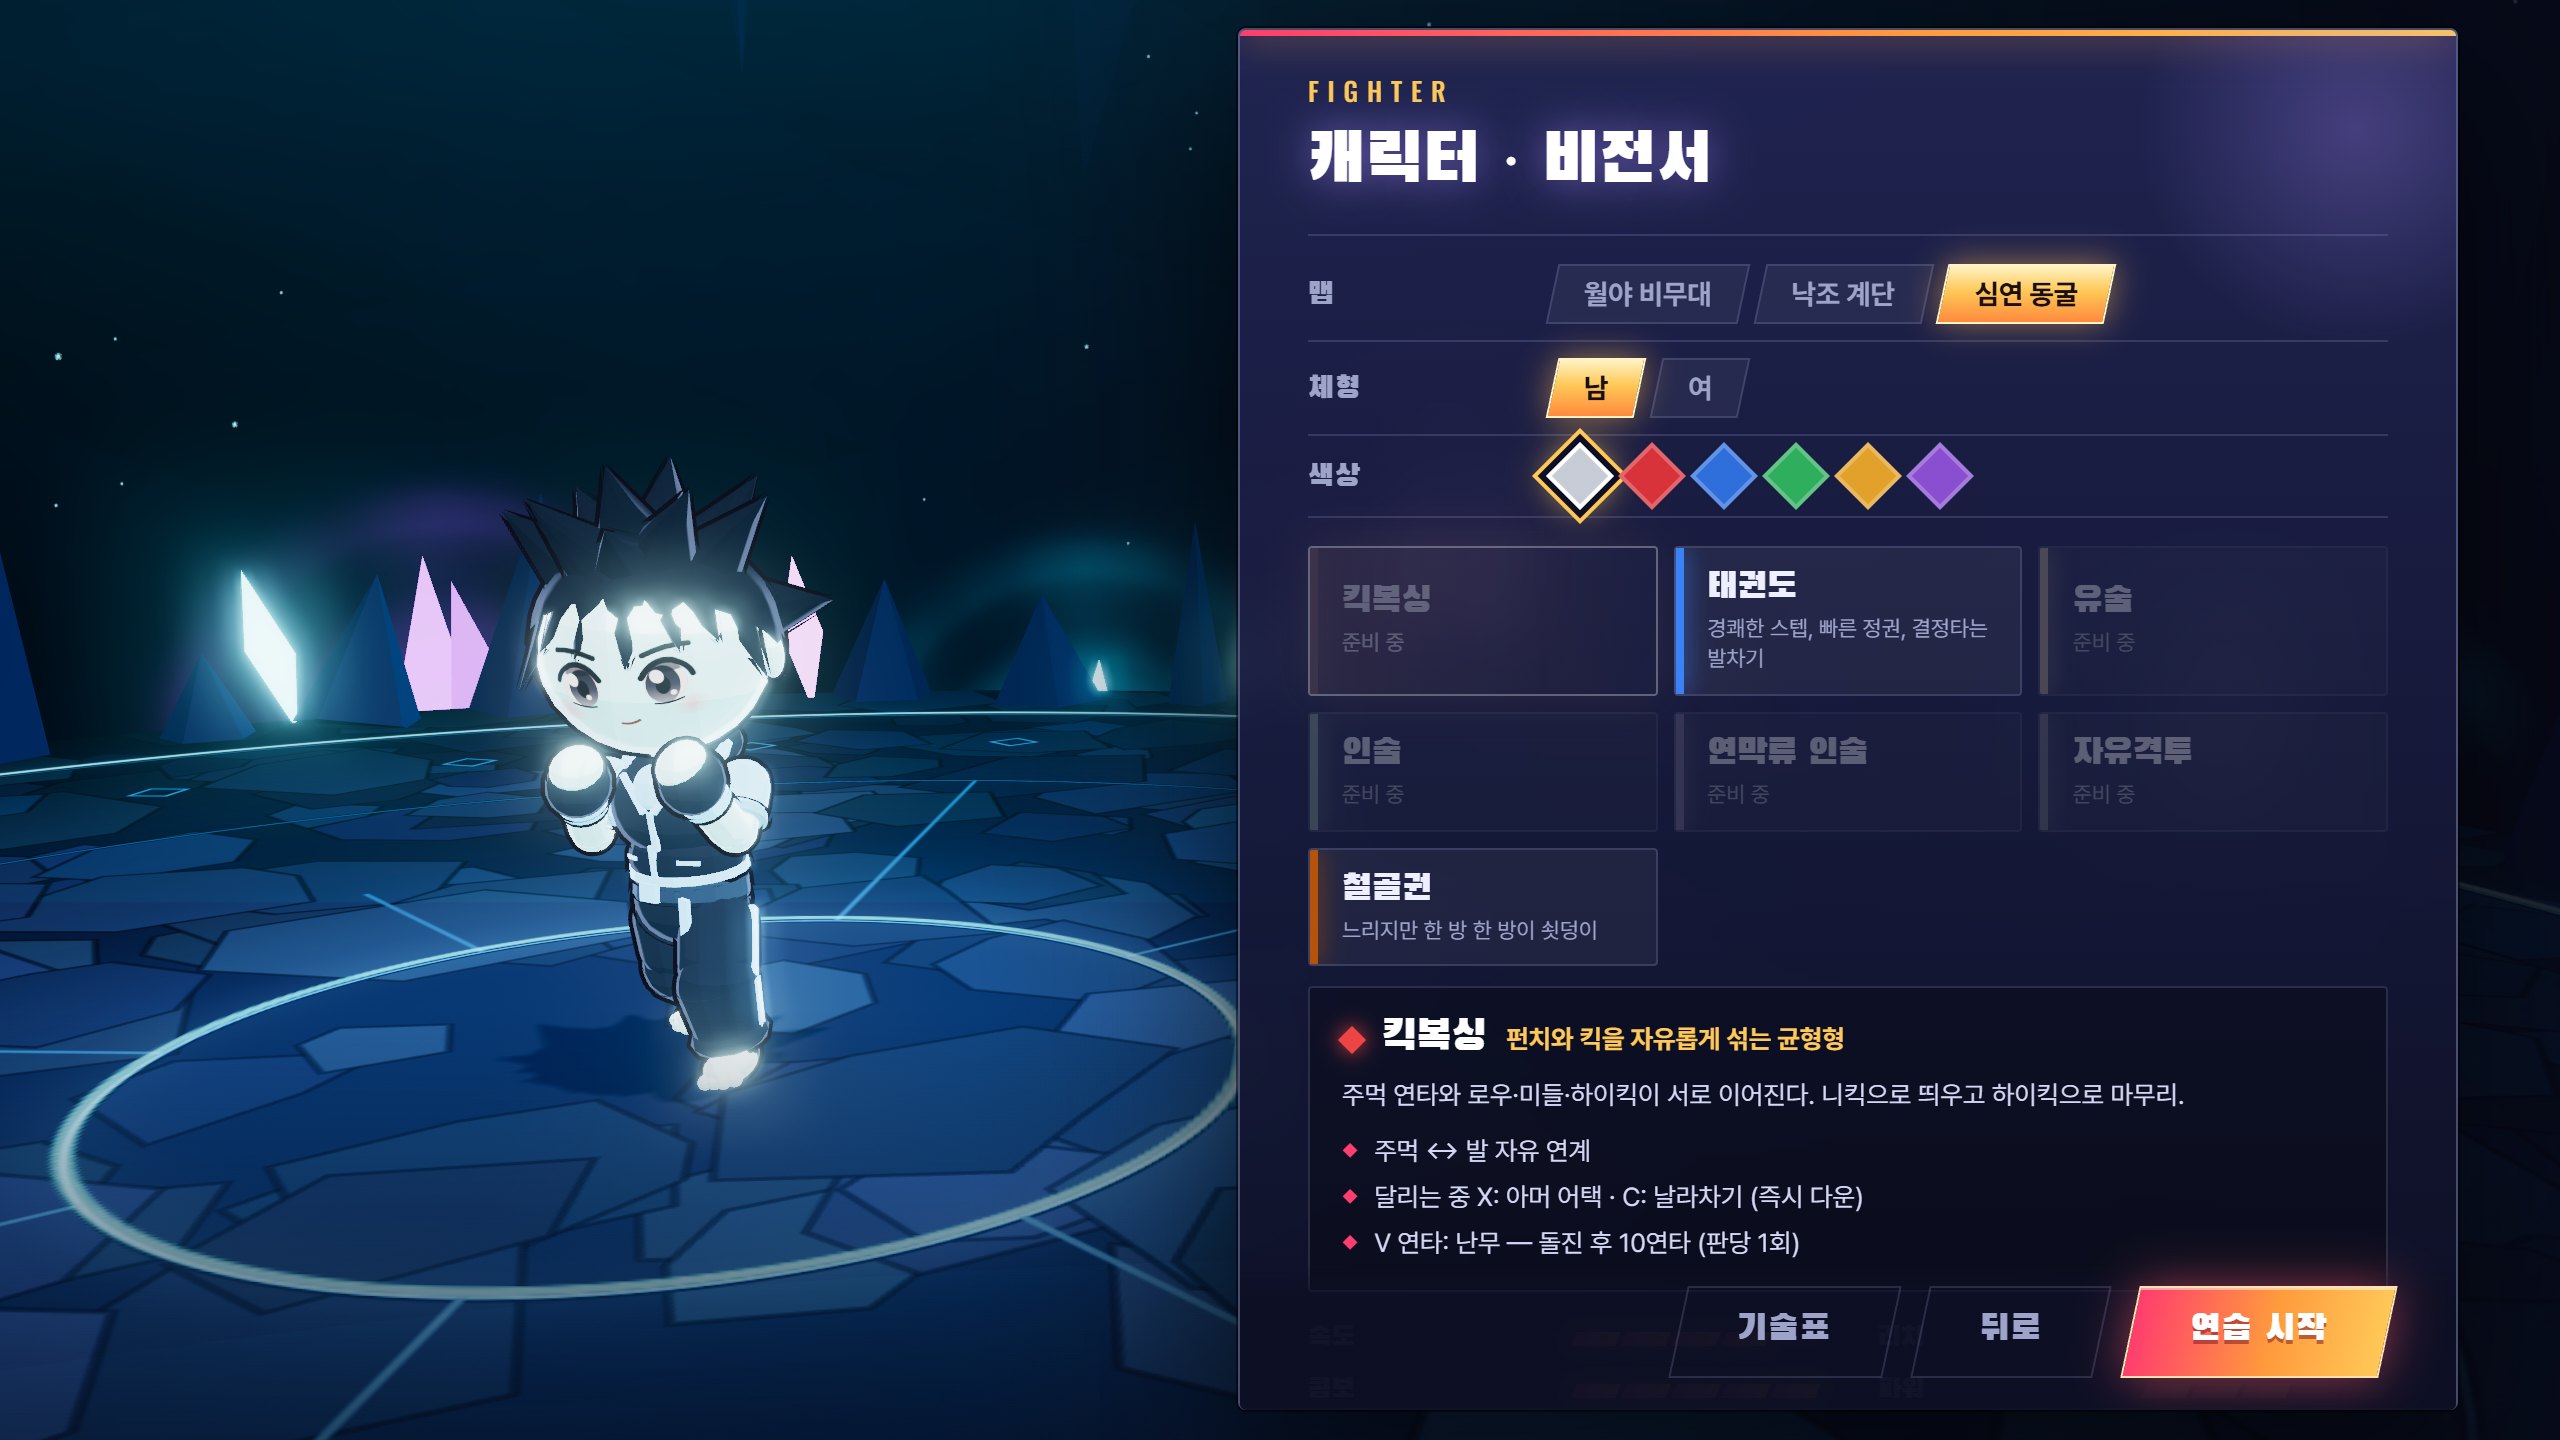 FIGHTER
캐릭터 · 비전서
맵
월야 비무대
낙조 계단
심연 동굴
체형
남
여
색상
킥복싱
준비 중
태권도
경쾌한 스텝, 빠른 정권, 결정타는
발차기
유술
준비 중
인술
준비 중
연막류 인술
준비 중
자유격투
준비 중
철골권
느리지만 한 방 한 방이 쇳덩이
킥복싱 펀치와 킥을 자유롭게 섞는 균형형
주먹 연타와 로우·미들·하이킥이 서로 이어진다. 니킥으로 띄우고 하이킥으로 마무리.
주먹 ↔ 발 자유 연계
달리는 중 X: 아머 어택 · C: 날라차기 (즉시 다운)
V 연타: 난무 — 돌진 후 10연타 (판당 1회)
속도
기술표
뒤로
연습 시작
콤보
파워